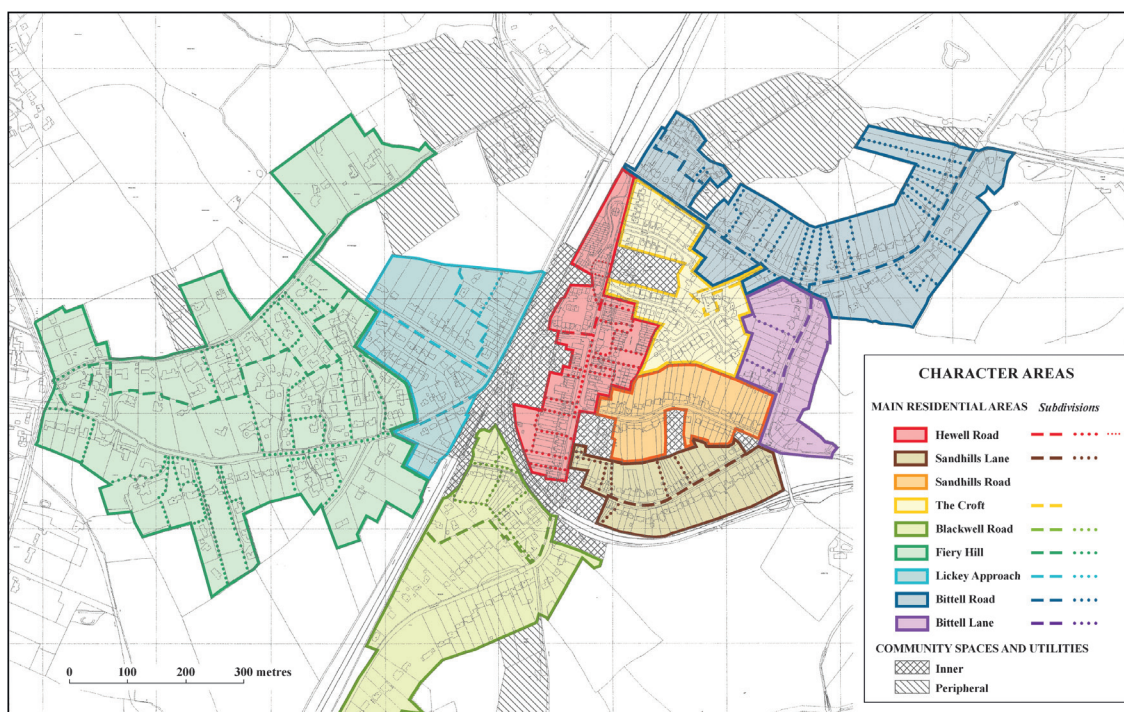 CHARACTER AREAS
MAIN RESIDENTIAL AREAS Subdivisions
Hewell Road
Sandhills Lane
Sandhills Road
The Croft
Blackwell Road
Fiery Hill
Lickey Approach
Bittell Road
Bittell Lane
COMMUNITY SPACES AND UTILITIES
Inner
Peripheral
0 100 200 300 metres